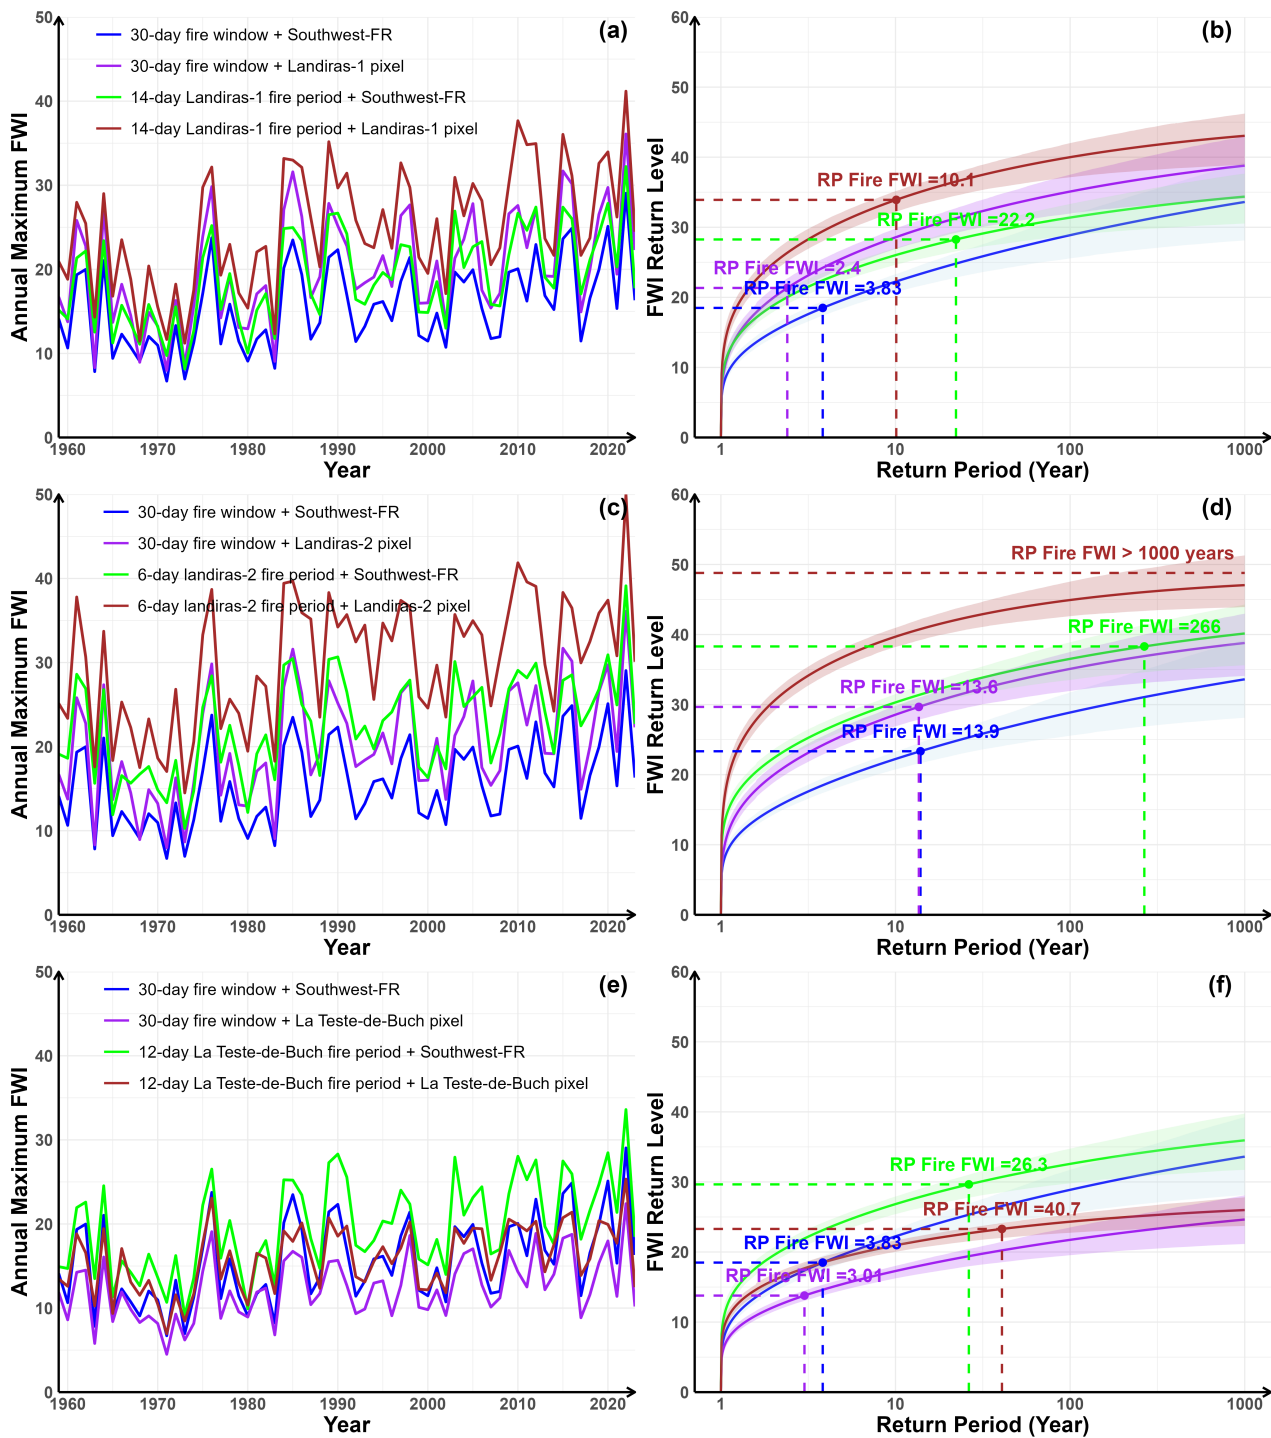 (a)
30-day fire window + Southwest-FR
30-day fire window + Landiras-1 pixel
14-day Landiras-1 fire period + Southwest-FR
14-day Landiras-1 fire period + Landiras-1 pixel
Annual Maximum FWI
50
40
30
20
10
0
1960 1970 1980 1990 2000 2010 2020
Year
(b)
FWI Return Level
60
50
40
30
20
10
0
RP Fire FWI =10.1
RP Fire FWI =22.2
RP Fire FWI =2.4
RP Fire FWI =3.83
1 10 100 1000
Return Period (Year)
(c)
30-day fire window + Southwest-FR
30-day fire window + Landiras-2 pixel
6-day landiras-2 fire period + Southwest-FR
6-day landiras-2 fire period + Landiras-2 pixel
Annual Maximum FWI
50
40
30
20
10
0
1960 1970 1980 1990 2000 2010 2020
Year
(d)
FWI Return Level
60
50
40
30
20
10
0
RP Fire FWI > 1000 years
RP Fire FWI =266
RP Fire FWI =13.6
RP Fire FWI =13.9
1 10 100 1000
Return Period (Year)
(e)
30-day fire window + Southwest-FR
30-day fire window + La Teste-de-Buch pixel
12-day La Teste-de-Buch fire period + Southwest-FR
12-day La Teste-de-Buch fire period + La Teste-de-Buch pixel
Annual Maximum FWI
50
40
30
20
10
0
1960 1970 1980 1990 2000 2010 2020
Year
(f)
FWI Return Level
60
50
40
30
20
10
0
RP Fire FWI =26.3
RP Fire FWI =40.7
RP Fire FWI =3.83
RP Fire FWI =3.01
1 10 100 1000
Return Period (Year)